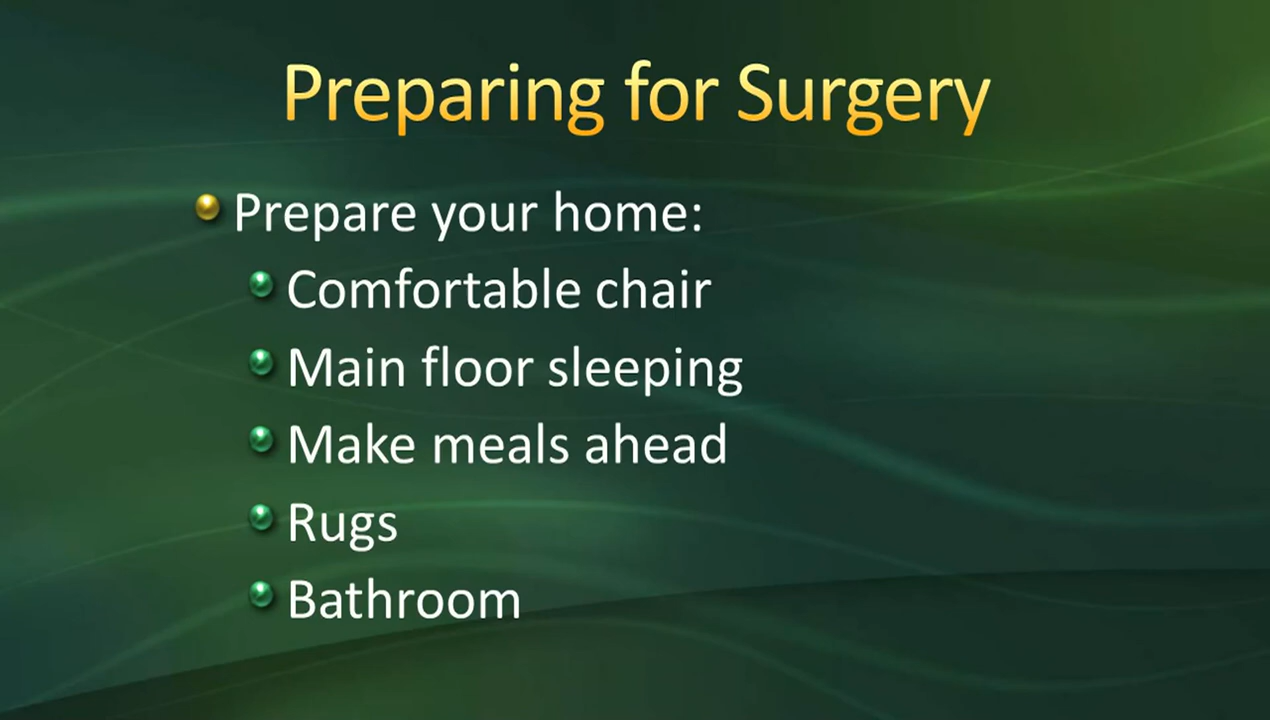 Preparing for Surgery
Prepare your home:
Comfortable chair
Main floor sleeping
Make meals ahead
Rugs
Bathroom